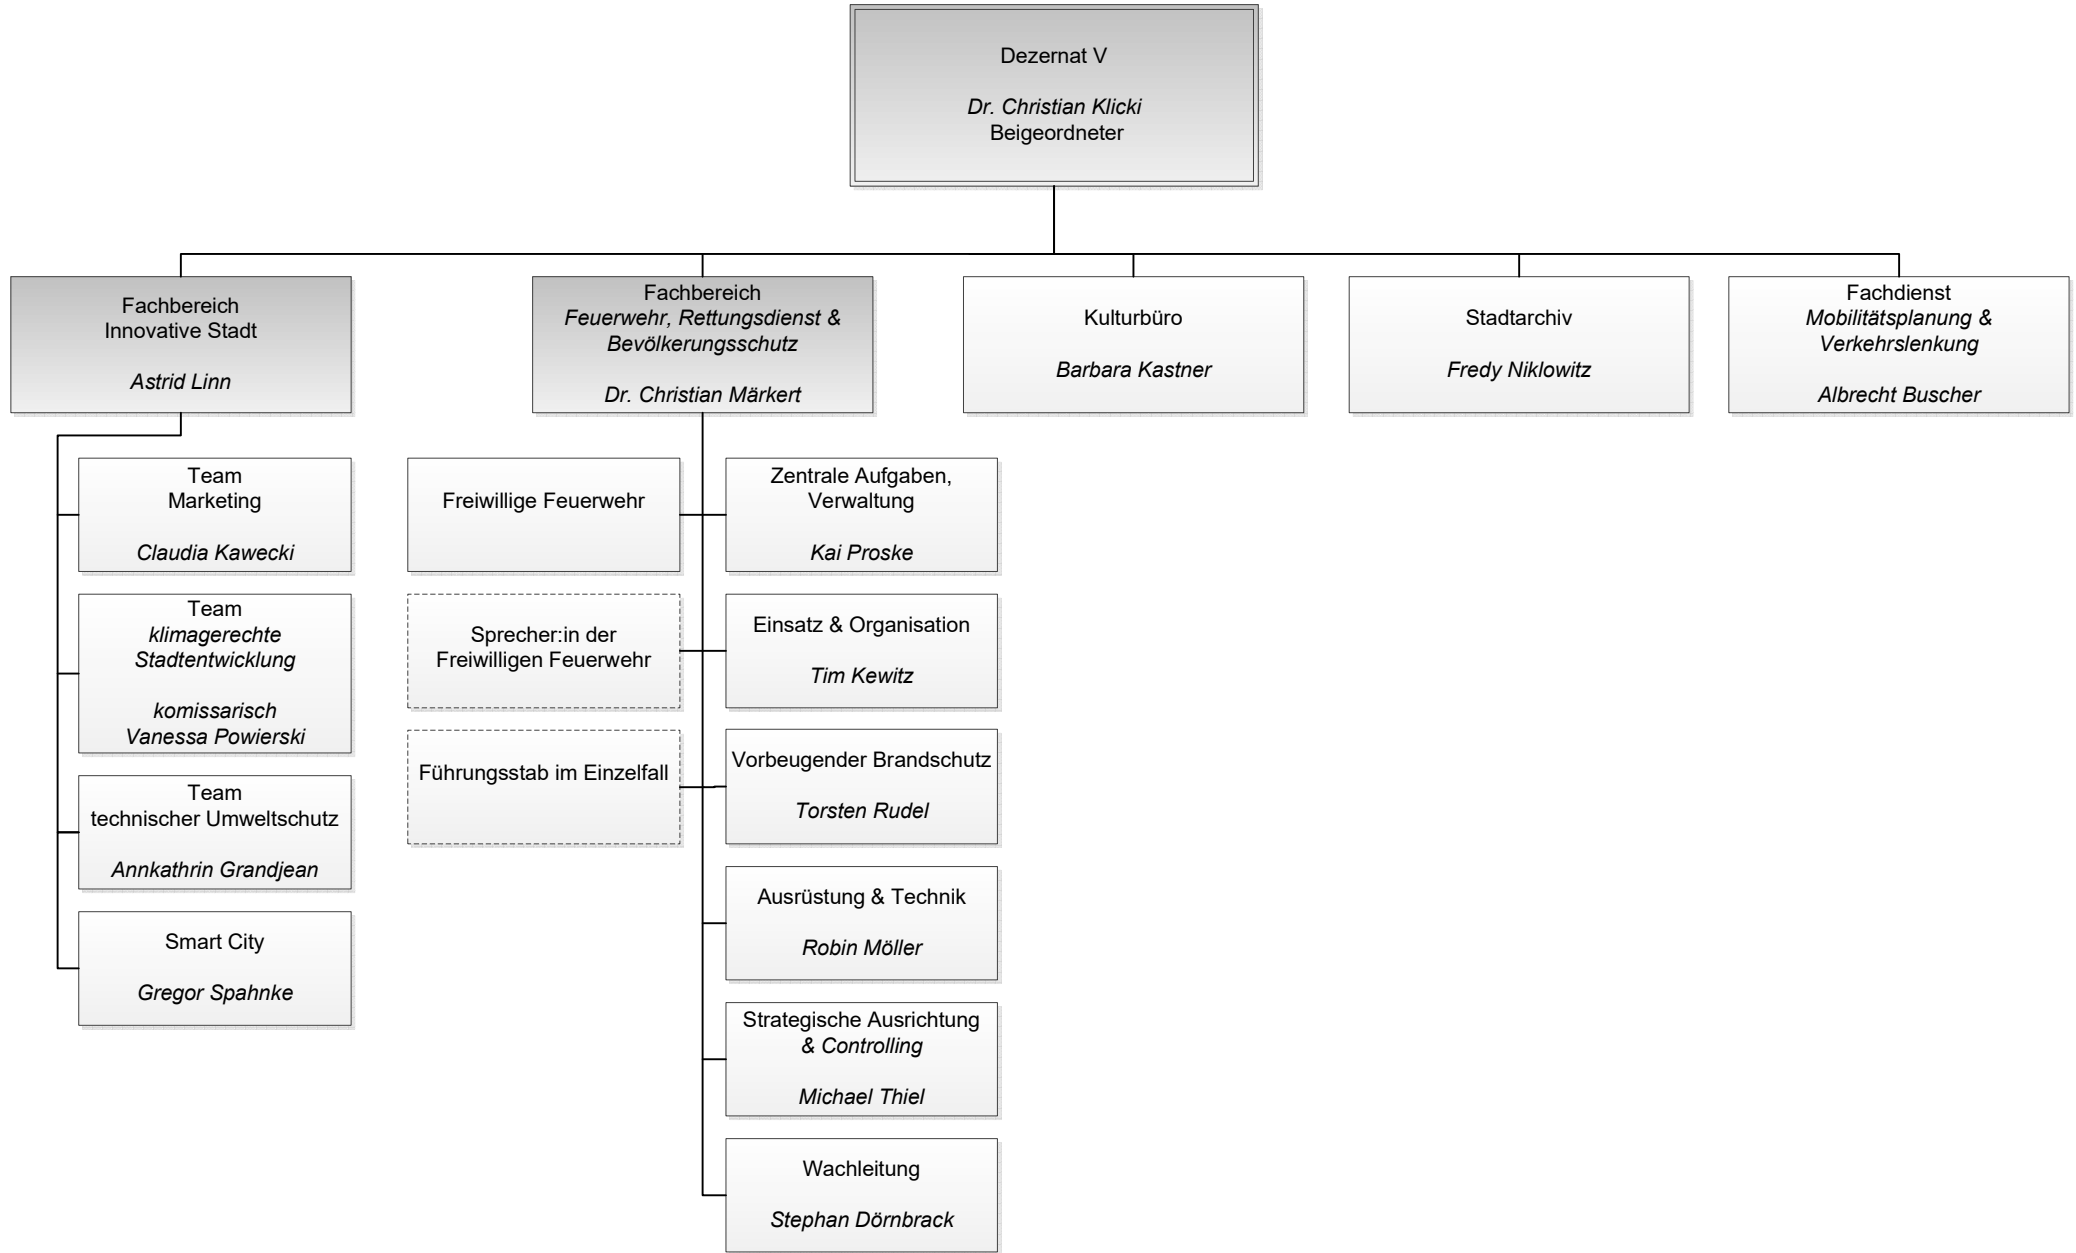 Dezernat V
Dr. Christian Klicki
Beigeordneter
Fachbereich
Innovative Stadt
Astrid Linn
Fachbereich
Feuerwehr, Rettungsdienst &
Bevölkerungsschutz
Dr. Christian Märkert
Kulturbüro
Barbara Kastner
Stadtarchiv
Fredy Niklowitz
Fachdienst
Mobilitätsplanung &
Verkehrslenkung
Albrecht Buscher
Team
Marketing
Claudia Kawecki
Team
klimagerechte
Stadtentwicklung
komissarisch
Vanessa Powierski
Team
technischer Umweltschutz
Annkathrin Grandjean
Smart City
Gregor Spahnke
Freiwillige Feuerwehr
Sprecher:in der
Freiwilligen Feuerwehr
Führungsstab im Einzelfall
Zentrale Aufgaben,
Verwaltung
Kai Proske
Einsatz & Organisation
Tim Kewitz
Vorbeugender Brandschutz
Torsten Rudel
Ausrüstung & Technik
Robin Möller
Strategische Ausrichtung
& Controlling
Michael Thiel
Wachleitung
Stephan Dörnbrack